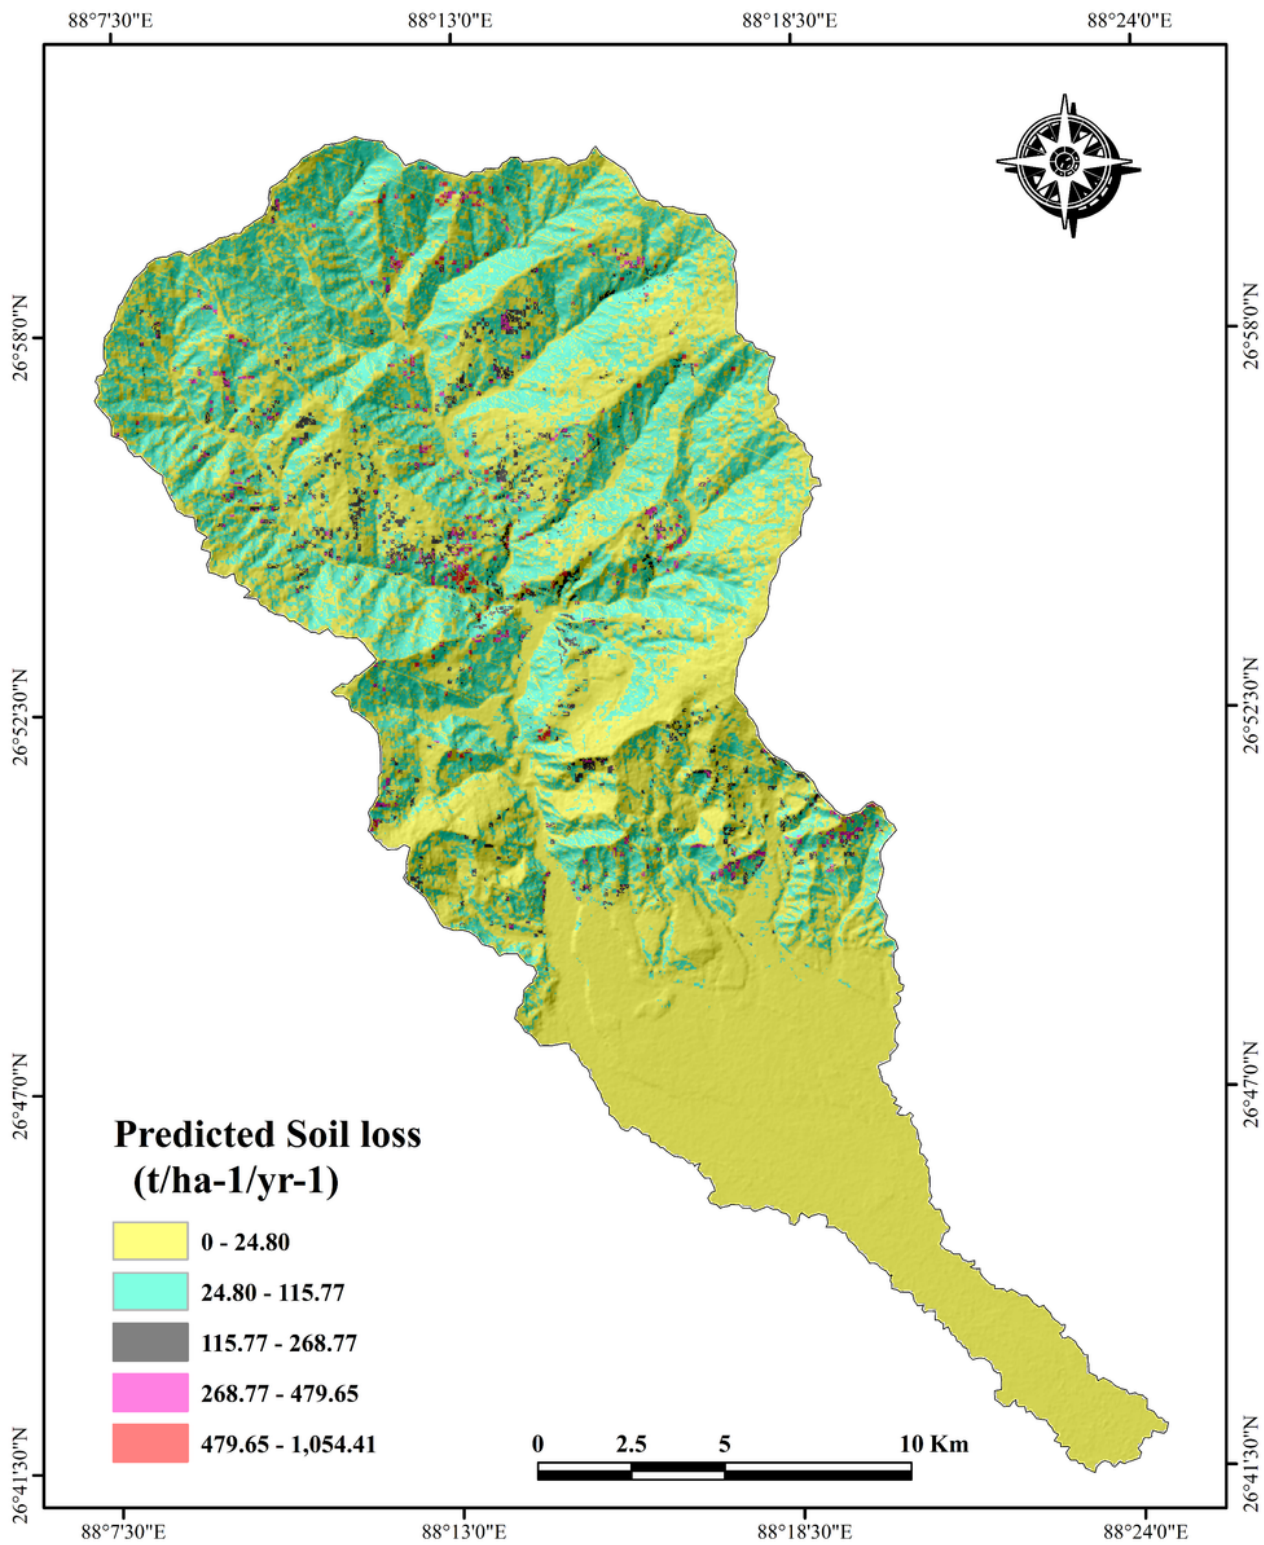 88°7'30"E 88°13'0"E 88°18'30"E 88°24'0"E
26°58'0"N 26°58'0"N
26°52'30"N 26°52'30"N
26°47'0"N 26°47'0"N
Predicted Soil loss
(t/ha-1/yr-1)
0 - 24.80
24.80 - 115.77
115.77 - 268.77
268.77 - 479.65
479.65 - 1,054.41
0 2.5 5 10 Km
26°41'30"N 26°41'30"N
88°7'30"E 88°13'0"E 88°18'30"E 88°24'0"E